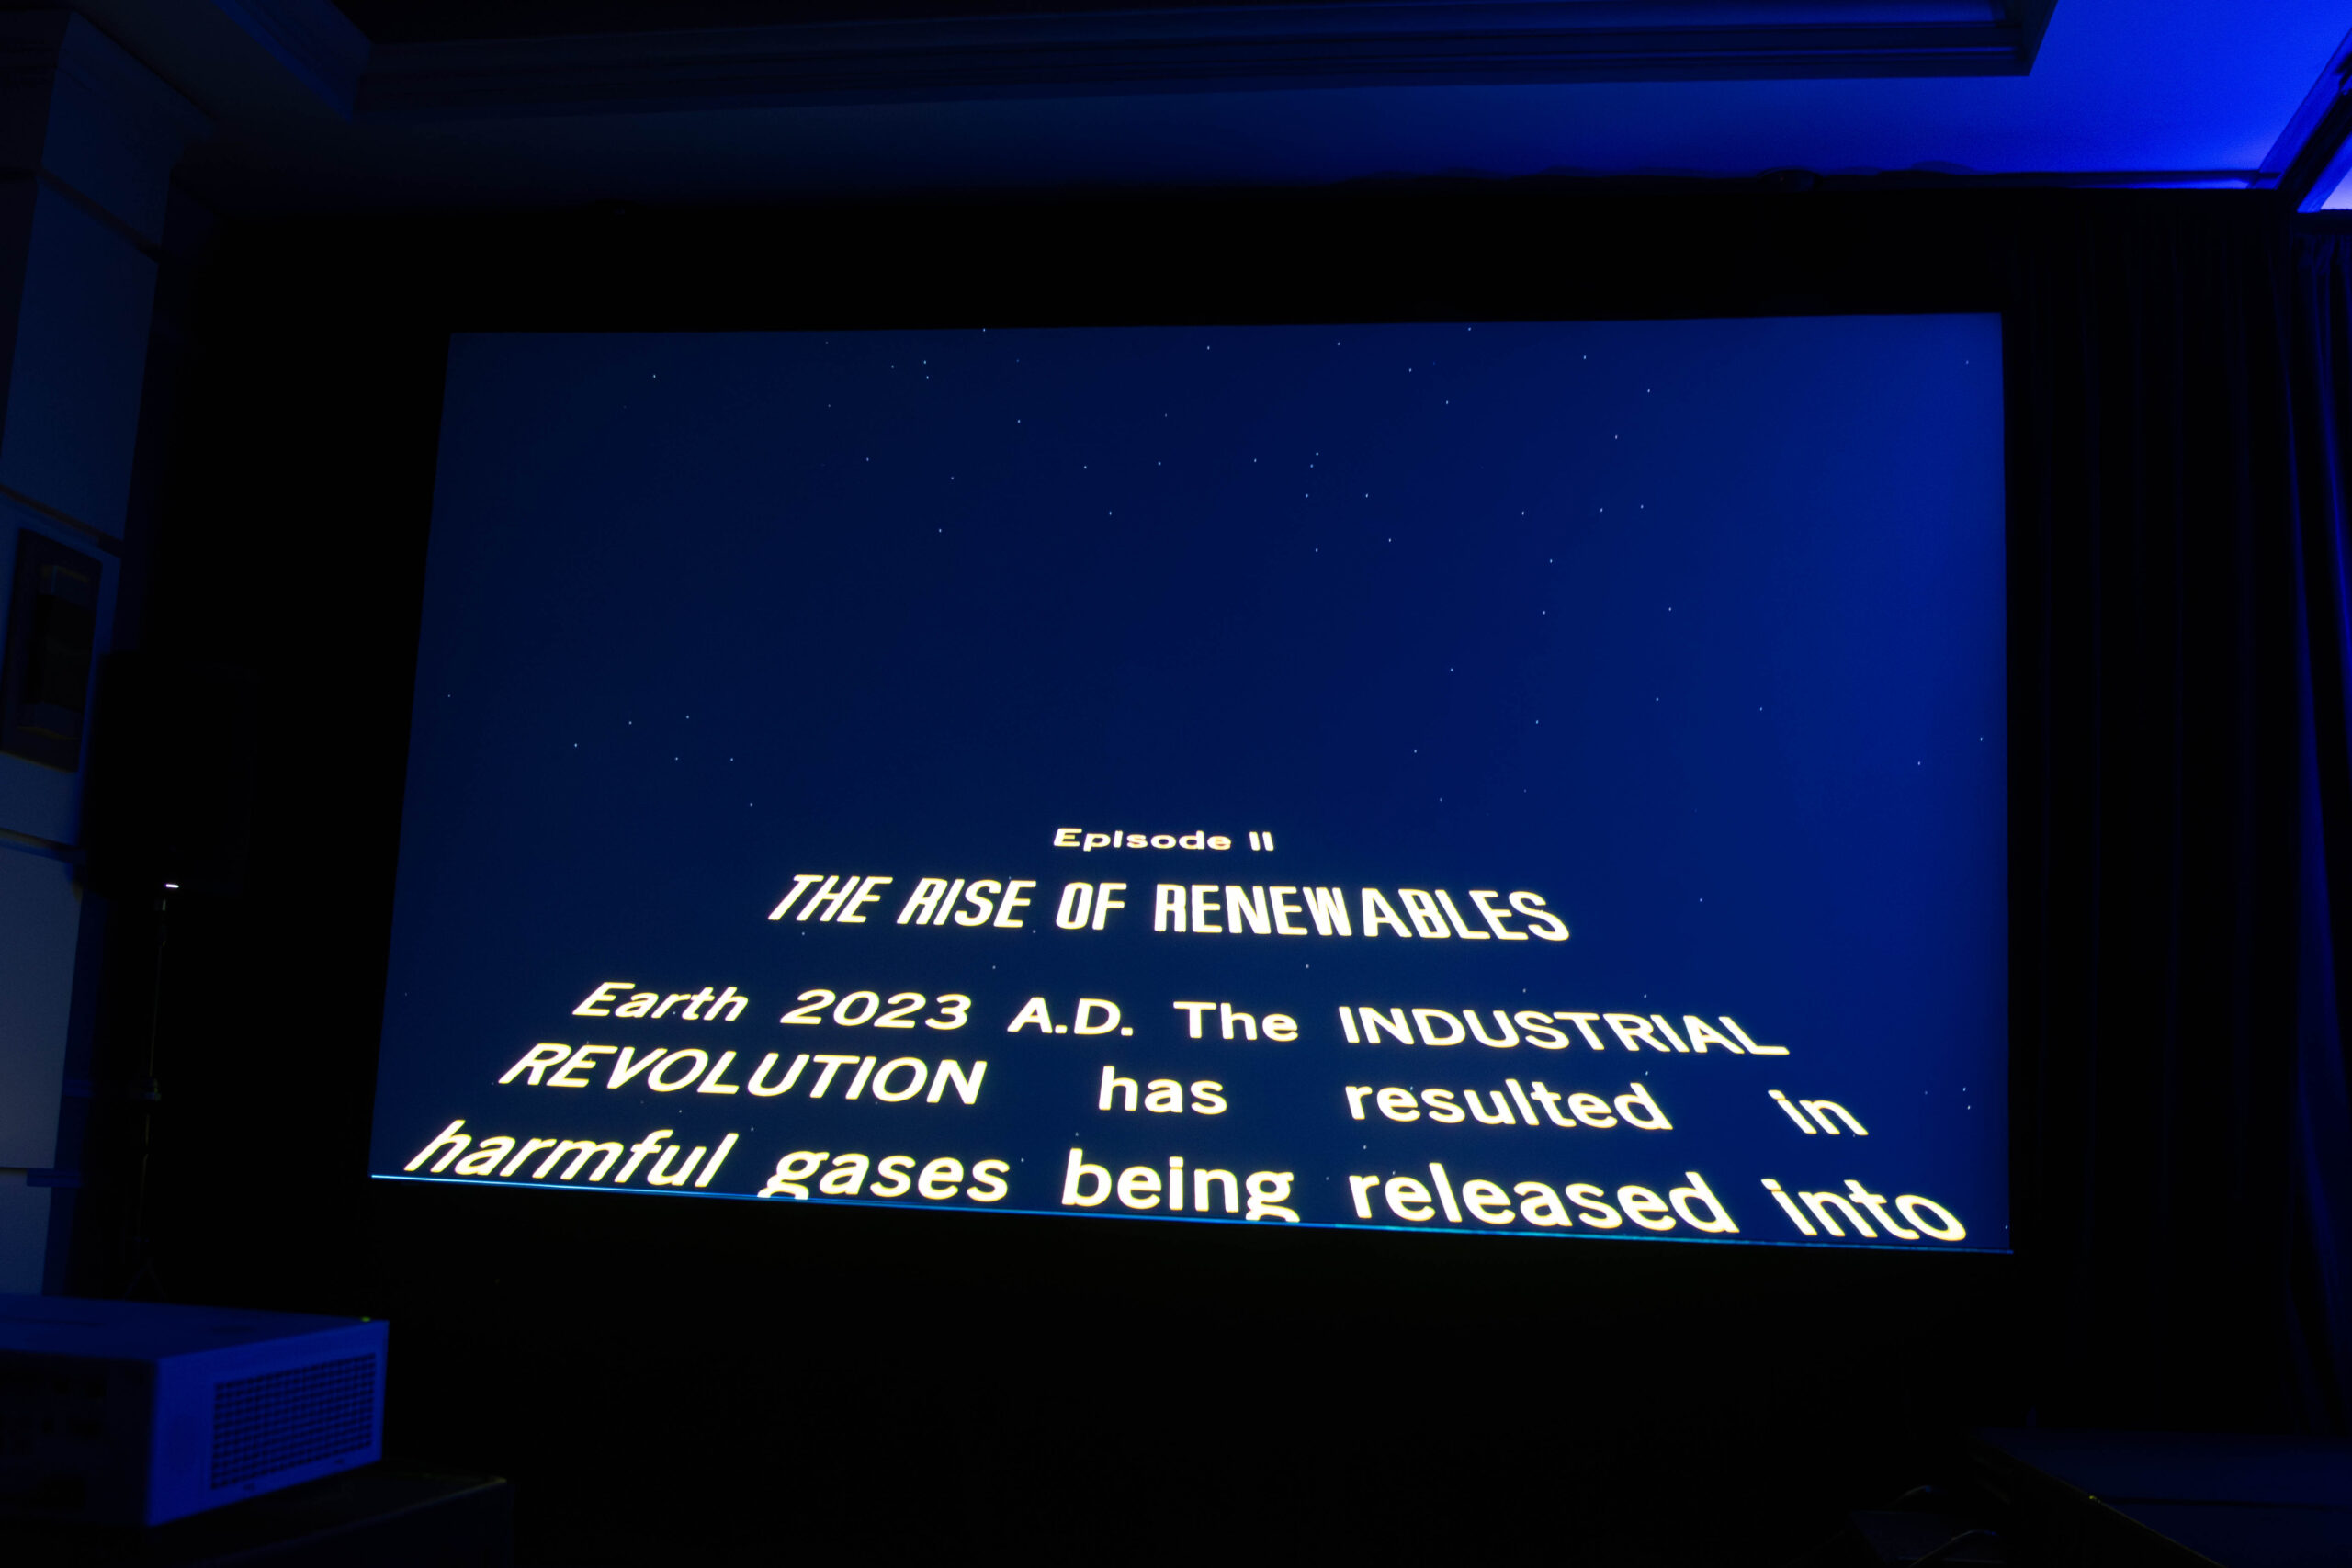 Episode II
THE RISE OF RENEWABLES
Earth 2023 A.D. The INDUSTRIAL
REVOLUTION has resulted in
harmful gases being released into